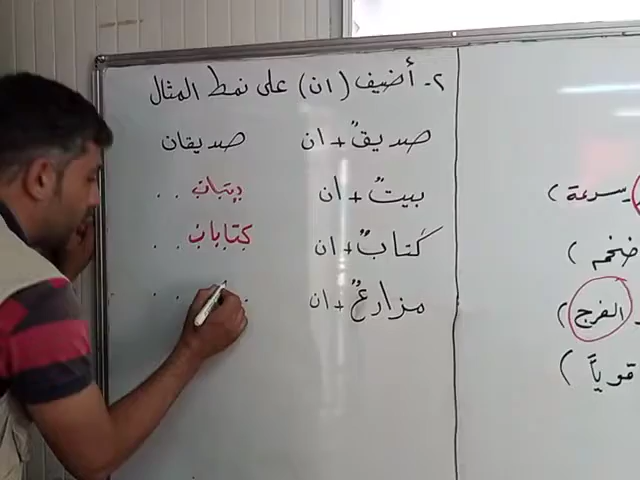 ٢- أضيف (ان) على نمط المثال
صديقٌ + ان صديقان
بيتٌ + ان بيتان
كتابٌ + ان كتابان
مزارعٌ + ان
سرعة )
ضخم )
الفرج )
قوياً )